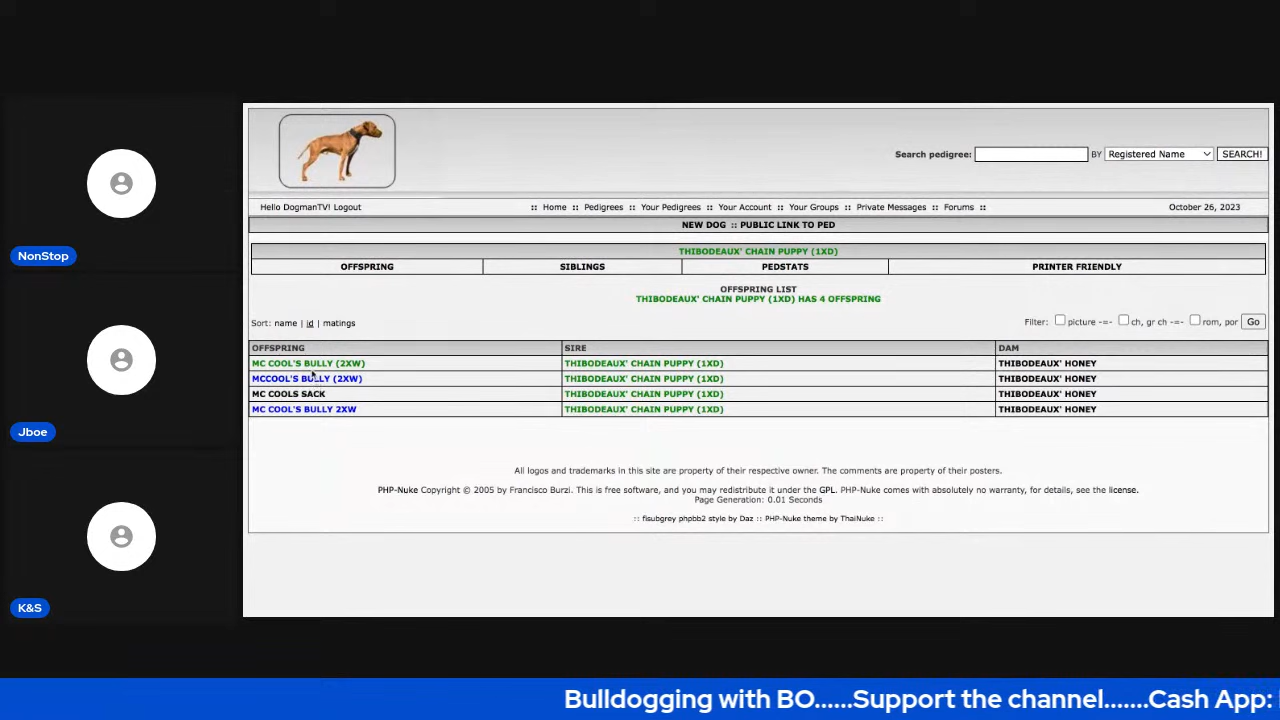 NonStop
Jboe
K&S
Search pedigree: BY Registered Name SEARCH!
Hello DogmanTV! Logout :: Home :: Pedigrees :: Your Pedigrees :: Your Account :: Your Groups :: Private Messages :: Forums :: October 26, 2023
NEW DOG :: PUBLIC LINK TO PED
THIBODEAUX' CHAIN PUPPY (1XD)
OFFSPRING SIBLINGS PEDSTATS PRINTER FRIENDLY
OFFSPRING LIST
THIBODEAUX' CHAIN PUPPY (1XD) HAS 4 OFFSPRING
Sort: name | id | matings Filter: picture -=- ch, gr ch -=- rom, por Go
OFFSPRING SIRE DAM
MC COOL'S BULLY (2XW) THIBODEAUX' CHAIN PUPPY (1XD) THIBODEAUX' HONEY
MCCOOL'S BULLY (2XW) THIBODEAUX' CHAIN PUPPY (1XD) THIBODEAUX' HONEY
MC COOLS SACK THIBODEAUX' CHAIN PUPPY (1XD) THIBODEAUX' HONEY
MC COOL'S BULLY 2XW THIBODEAUX' CHAIN PUPPY (1XD) THIBODEAUX' HONEY
All logos and trademarks in this site are property of their respective owner. The comments are property of their posters.
PHP-Nuke Copyright © 2005 by Francisco Burzi. This is free software, and you may redistribute it under the GPL. PHP-Nuke comes with absolutely no warranty, for details, see the license.
Page Generation: 0.01 Seconds
:: fisubgrey phpbb2 style by Daz :: PHP-Nuke theme by ThaiNuke ::
Bulldogging with BO......Support the channel.......Cash App: